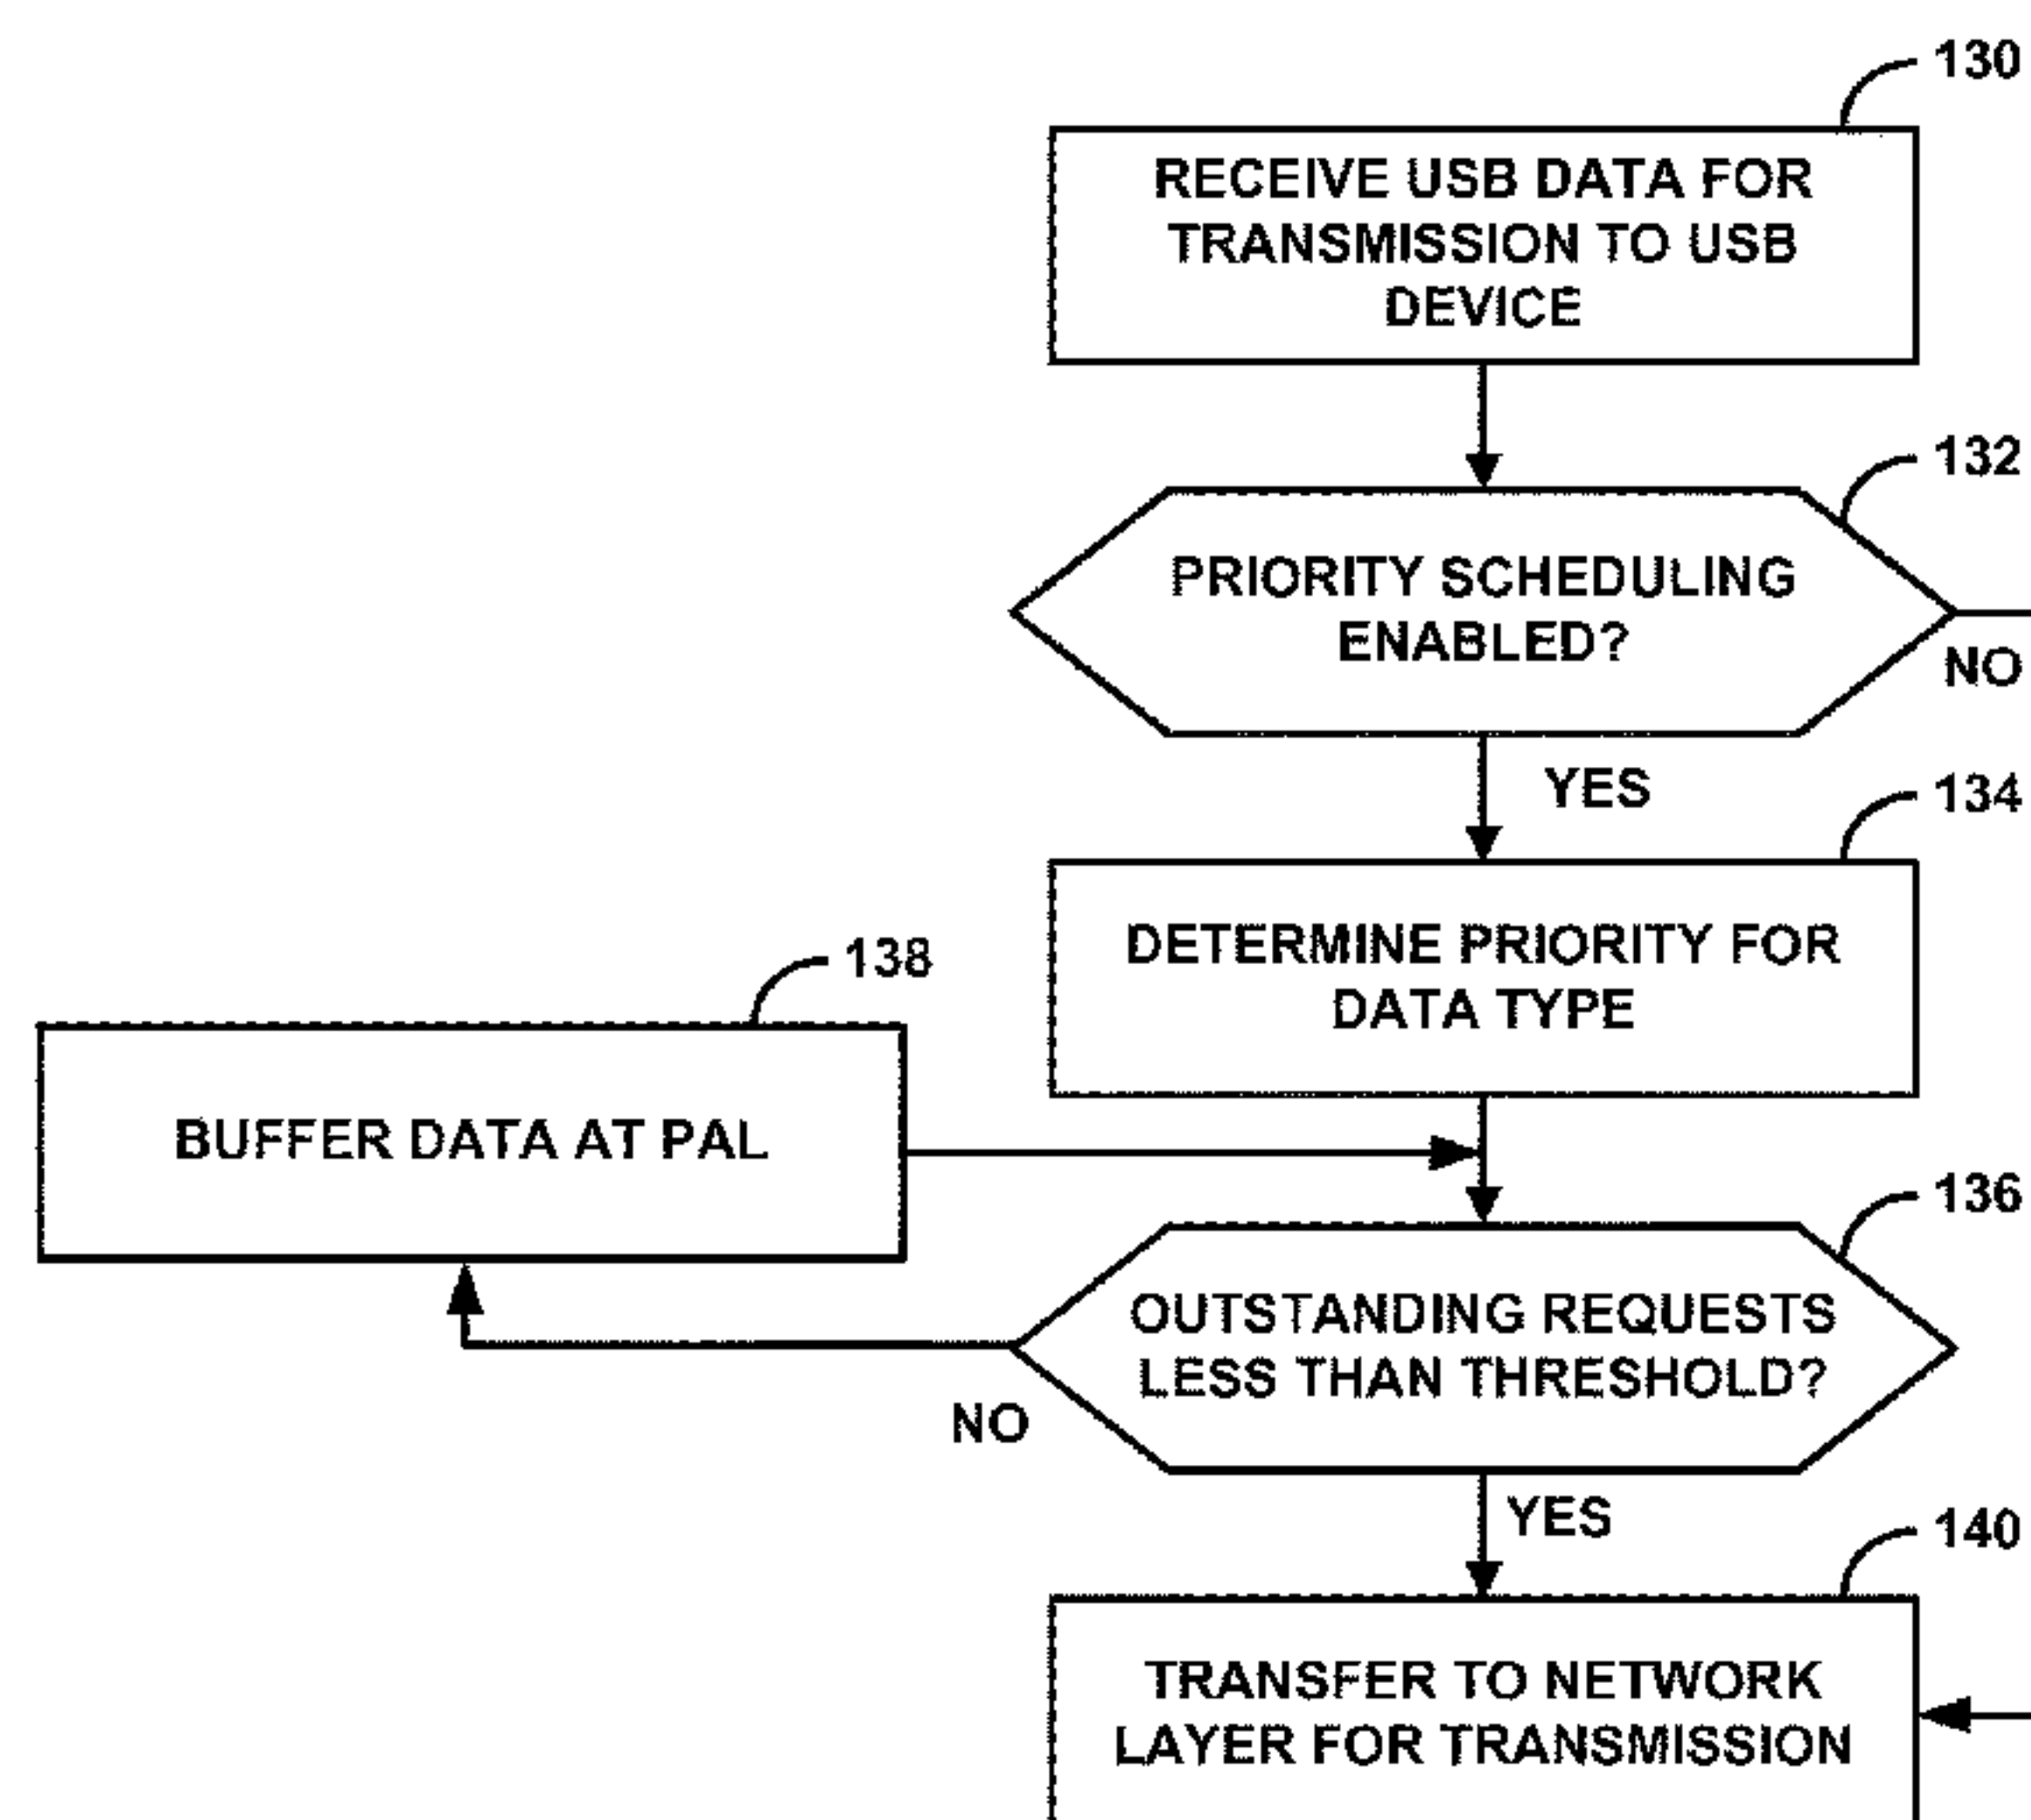 130
RECEIVE USB DATA FOR
TRANSMISSION TO USB
DEVICE
132
PRIORITY SCHEDULING
ENABLED?
NO
YES
134
DETERMINE PRIORITY FOR
DATA TYPE
138
BUFFER DATA AT PAL
136
OUTSTANDING REQUESTS
LESS THAN THRESHOLD?
NO
YES
140
TRANSFER TO NETWORK
LAYER FOR TRANSMISSION